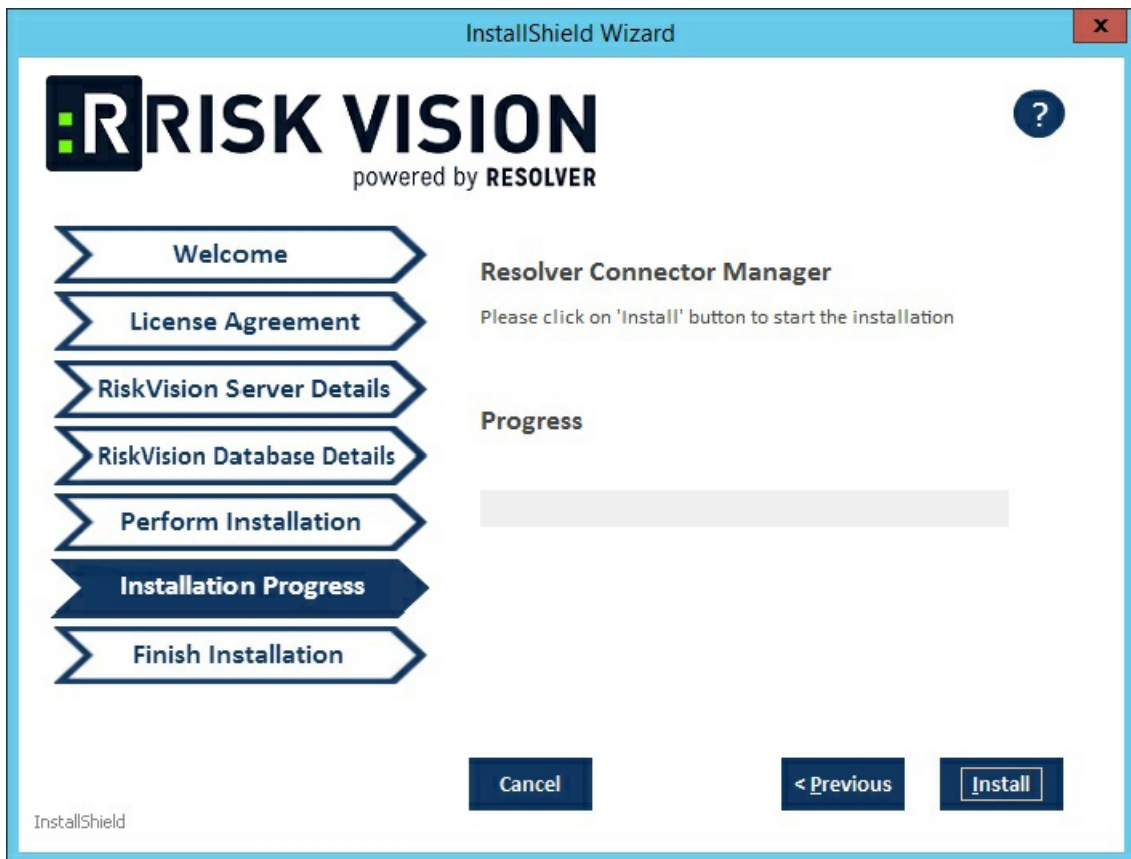 InstallShield Wizard
x
:R RISK VISION
powered by RESOLVER
?
Welcome
License Agreement
RiskVision Server Details
RiskVision Database Details
Perform Installation
Installation Progress
Finish Installation
Resolver Connector Manager
Please click on 'Install' button to start the installation
Progress
Cancel
< Previous
Install
InstallShield